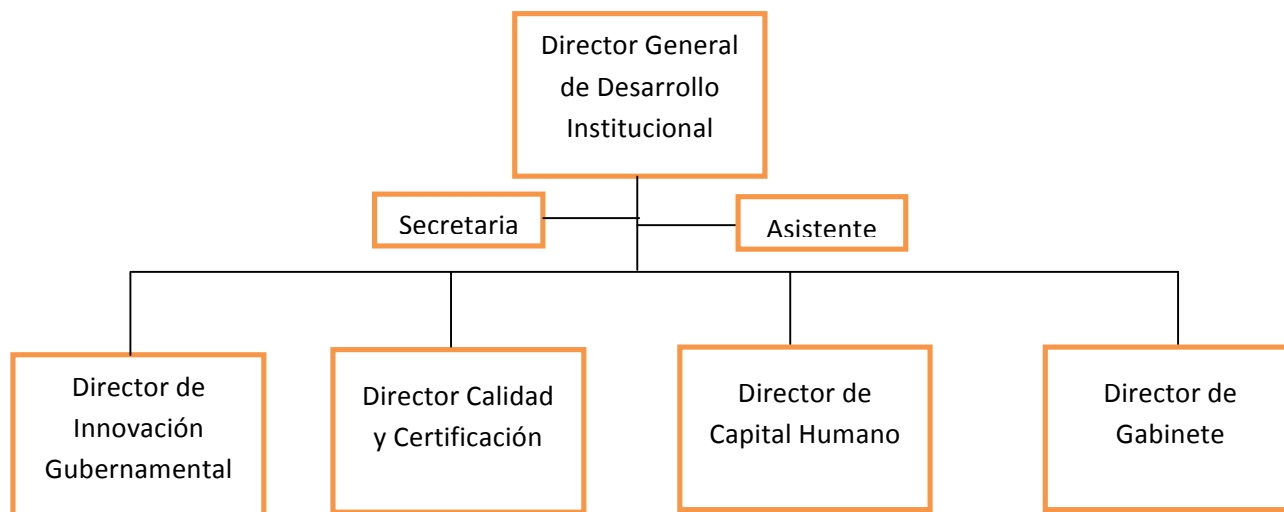 Director General
de Desarrollo
Institucional
Secretaria
Asistente
Director de
Innovación
Gubernamental
Director Calidad
y Certificación
Director de
Capital Humano
Director de
Gabinete